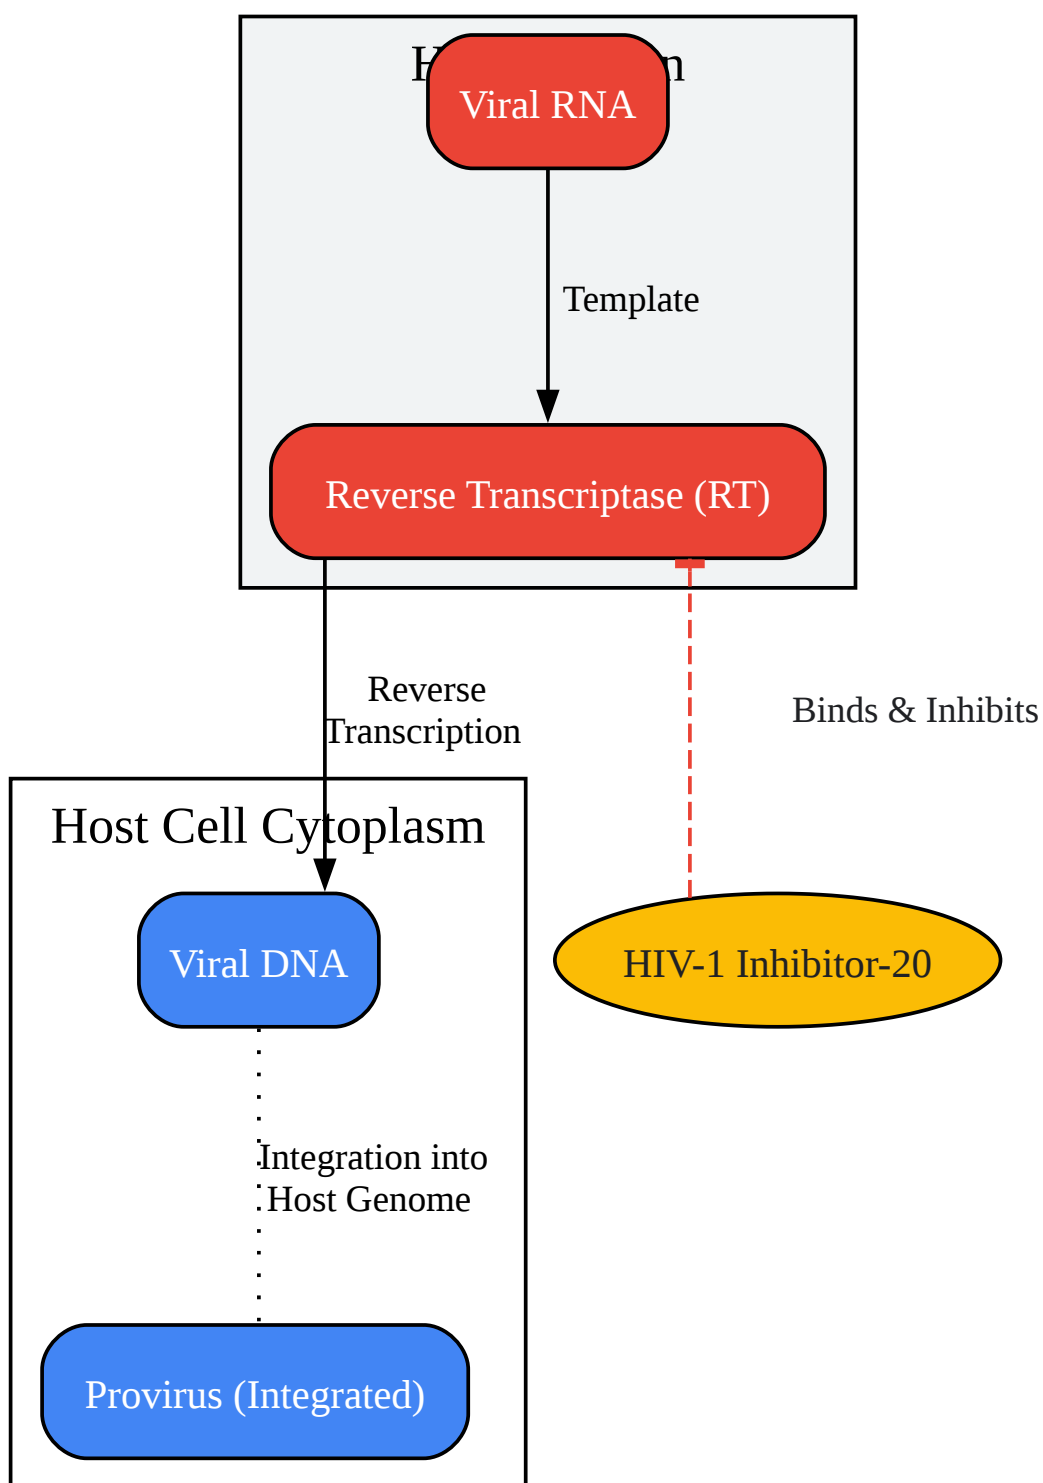 Viral RNA
Template
Reverse Transcriptase (RT)
Reverse
Transcription
Binds & Inhibits
Host Cell Cytoplasm
Viral DNA
HIV-1 Inhibitor-20
Integration into
Host Genome
Provirus (Integrated)